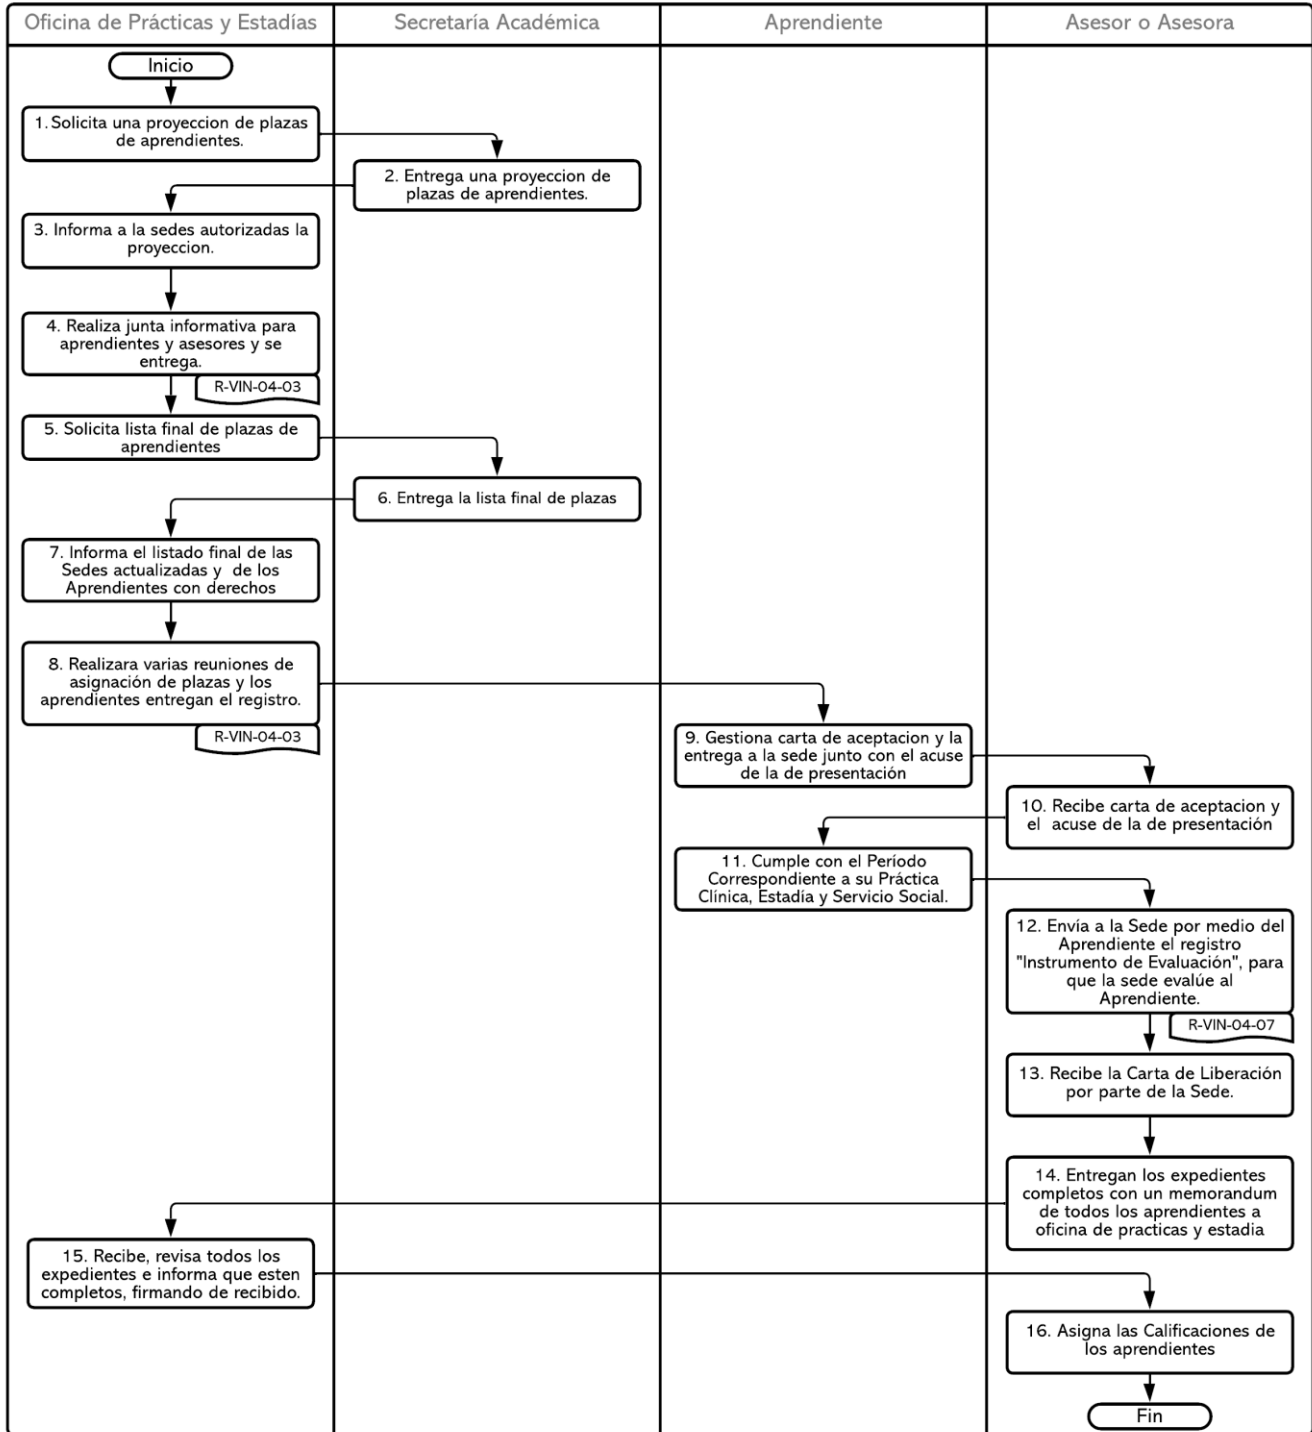 Oficina de Prácticas y Estadías
Secretaría Académica
Aprendiente
Asesor o Asesora
Inicio
1. Solicita una proyeccion de plazas
de aprendientes.
2. Entrega una proyeccion de
plazas de aprendientes.
3. Informa a la sedes autorizadas la
proyeccion.
4. Realiza junta informativa para
aprendientes y asesores y se
entrega.
R-VIN-04-03
5. Solicita lista final de plazas de
aprendientes
6. Entrega la lista final de plazas
7. Informa el listado final de las
Sedes actualizadas y de los
Aprendientes con derechos
8. Realizara varias reuniones de
asignación de plazas y los
aprendientes entregan el registro.
R-VIN-04-03
9. Gestiona carta de aceptacion y la
entrega a la sede junto con el acuse
de la de presentación
10. Recibe carta de aceptacion y
el acuse de la de presentación
11. Cumple con el Período
Correspondiente a su Práctica
Clínica, Estadía y Servicio Social.
12. Envía a la Sede por medio del
Aprendiente el registro
"Instrumento de Evaluación", para
que la sede evalúe al
Aprendiente.
R-VIN-04-07
13. Recibe la Carta de Liberación
por parte de la Sede.
14. Entregan los expedientes
completos con un memorandum
de todos los aprendientes a
oficina de practicas y estadia
15. Recibe, revisa todos los
expedientes e informa que esten
completos, firmando de recibido.
16. Asigna las Calificaciones de
los aprendientes
Fin